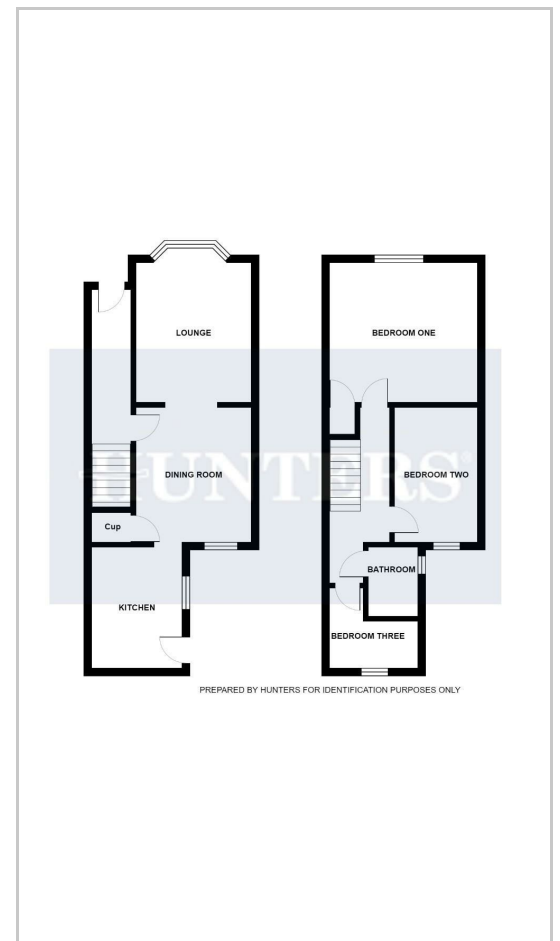 LOUNGE
BEDROOM ONE
DINING ROOM
BEDROOM TWO
HUNTERS®
Cup
BATHROOM
KITCHEN
BEDROOM THREE
PREPARED BY HUNTERS FOR IDENTIFICATION PURPOSES ONLY